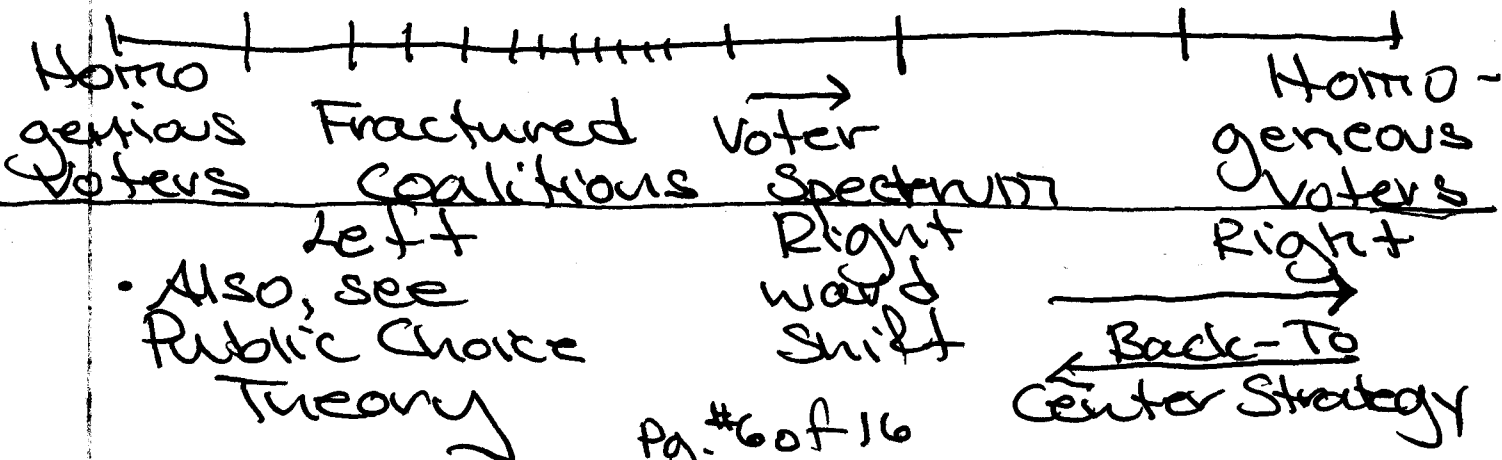 Homo
genious
Voters
Fractured
Coalitions
Left
Voter
Spectrum
Right
ward
Shift
Homo-
geneous
Voters
Right
Back-To
Center Strategy
• Also, see
Public Choice
Theory
Pg. #6 of 16